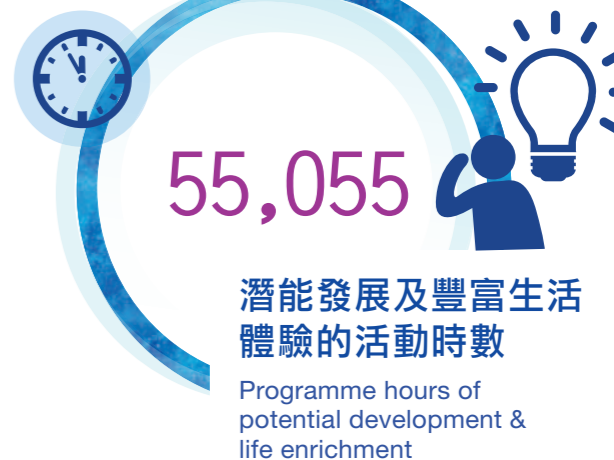 55,055
潛能發展及豐富生活
體驗的活動時數
Programme hours of
potential development &
life enrichment